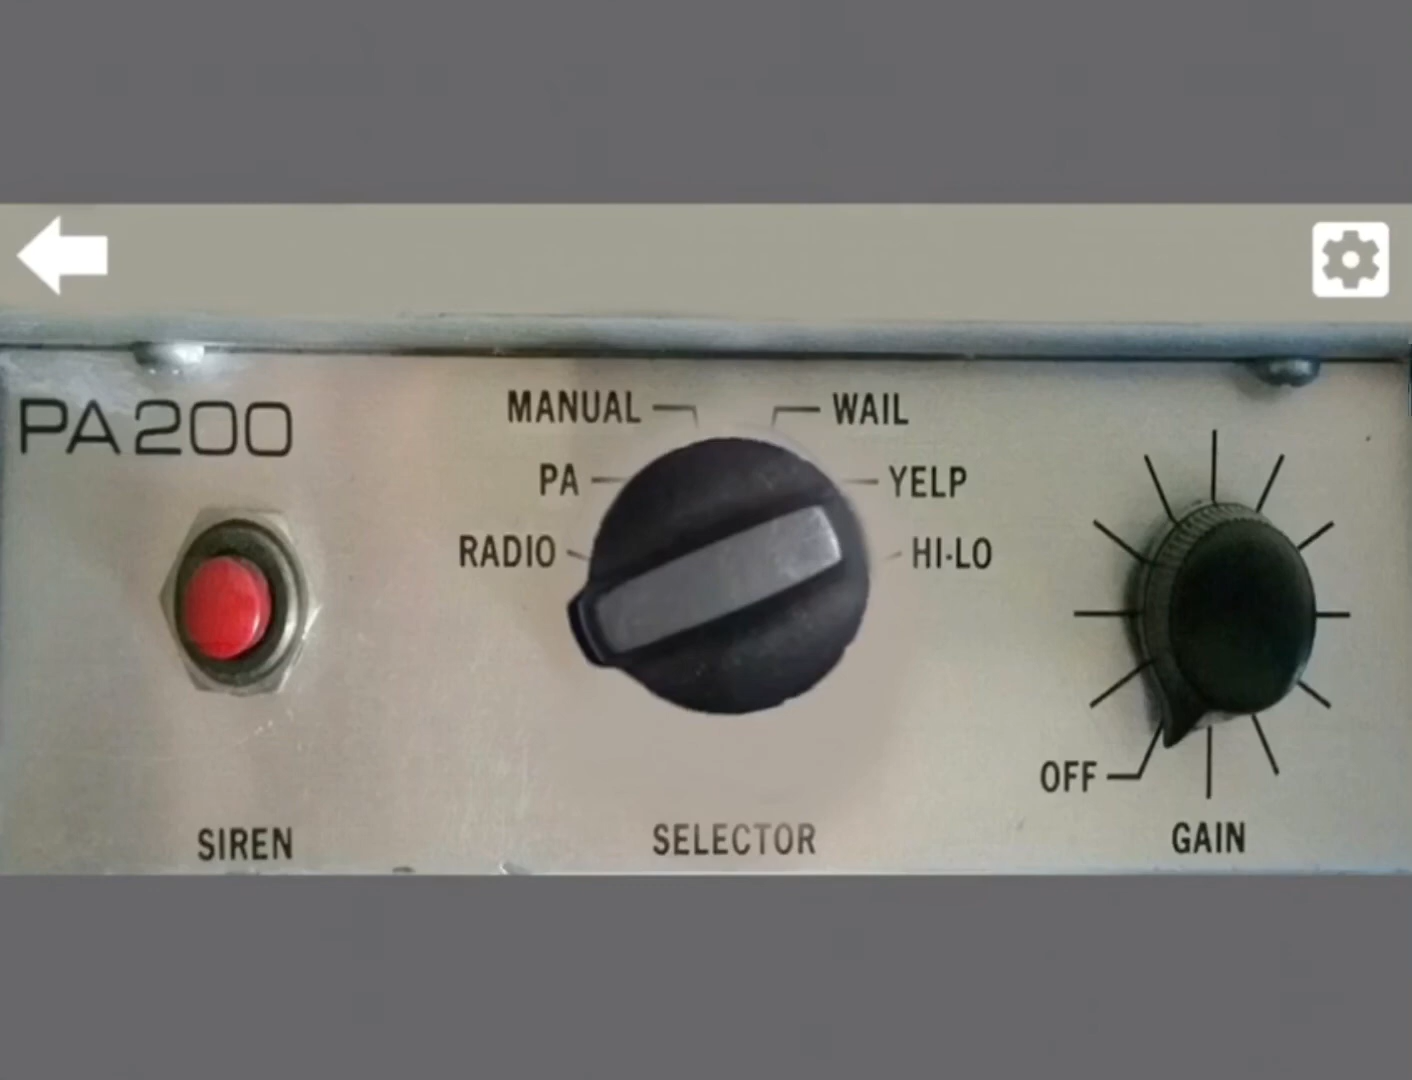 PA200
MANUAL
WAIL
PA
YELP
RADIO
HI-LO
OFF
SIREN
SELECTOR
GAIN